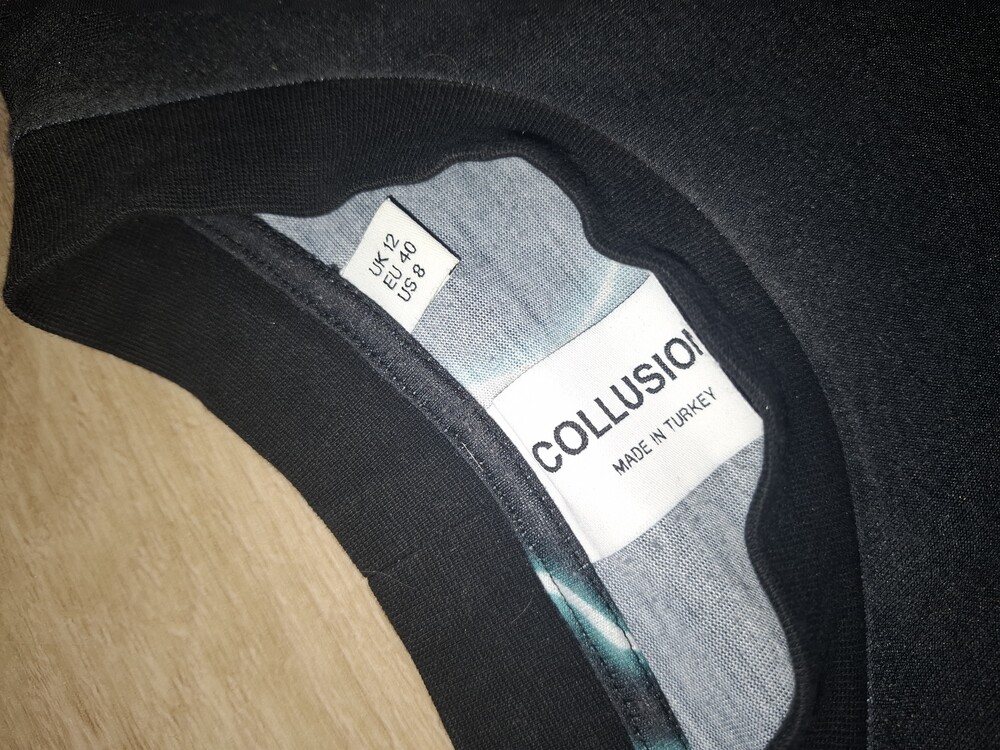 UK 12
EU 40
US 8
COLLUSION
MADE IN TURKEY